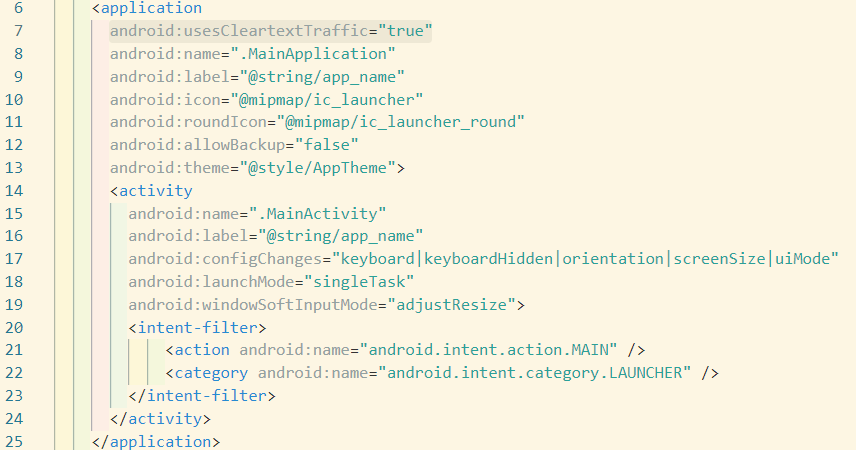 6 <application
7 android:usesCleartextTraffic="true"
8 android:name=".MainApplication"
9 android:label="@string/app_name"
10 android:icon="@mipmap/ic_launcher"
11 android:roundIcon="@mipmap/ic_launcher_round"
12 android:allowBackup="false"
13 android:theme="@style/AppTheme">
14 <activity
15 android:name=".MainActivity"
16 android:label="@string/app_name"
17 android:configChanges="keyboard|keyboardHidden|orientation|screenSize|uiMode"
18 android:launchMode="singleTask"
19 android:windowSoftInputMode="adjustResize">
20 <intent-filter>
21 <action android:name="android.intent.action.MAIN" />
22 <category android:name="android.intent.category.LAUNCHER" />
23 </intent-filter>
24 </activity>
25 </application>